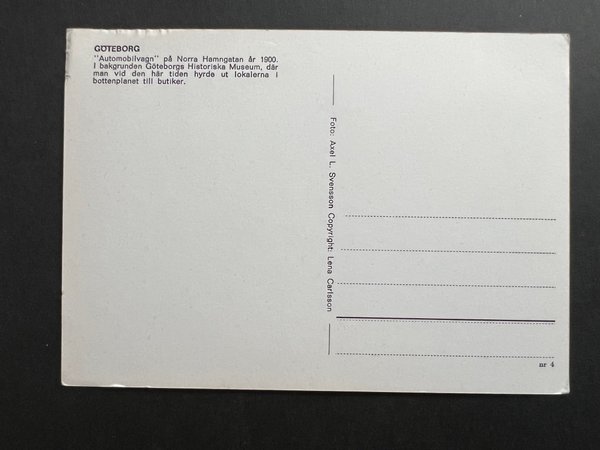 GÖTEBORG
"Automobilvagn" på Norra Hamngatan år 1900.
I bakgrunden Göteborgs Historiska Museum, där
man vid den här tiden hyrde ut lokalerna i
bottenplanet till butiker.
Foto: Axel L. Svensson Copyright: Lena Carlsson
nr 4